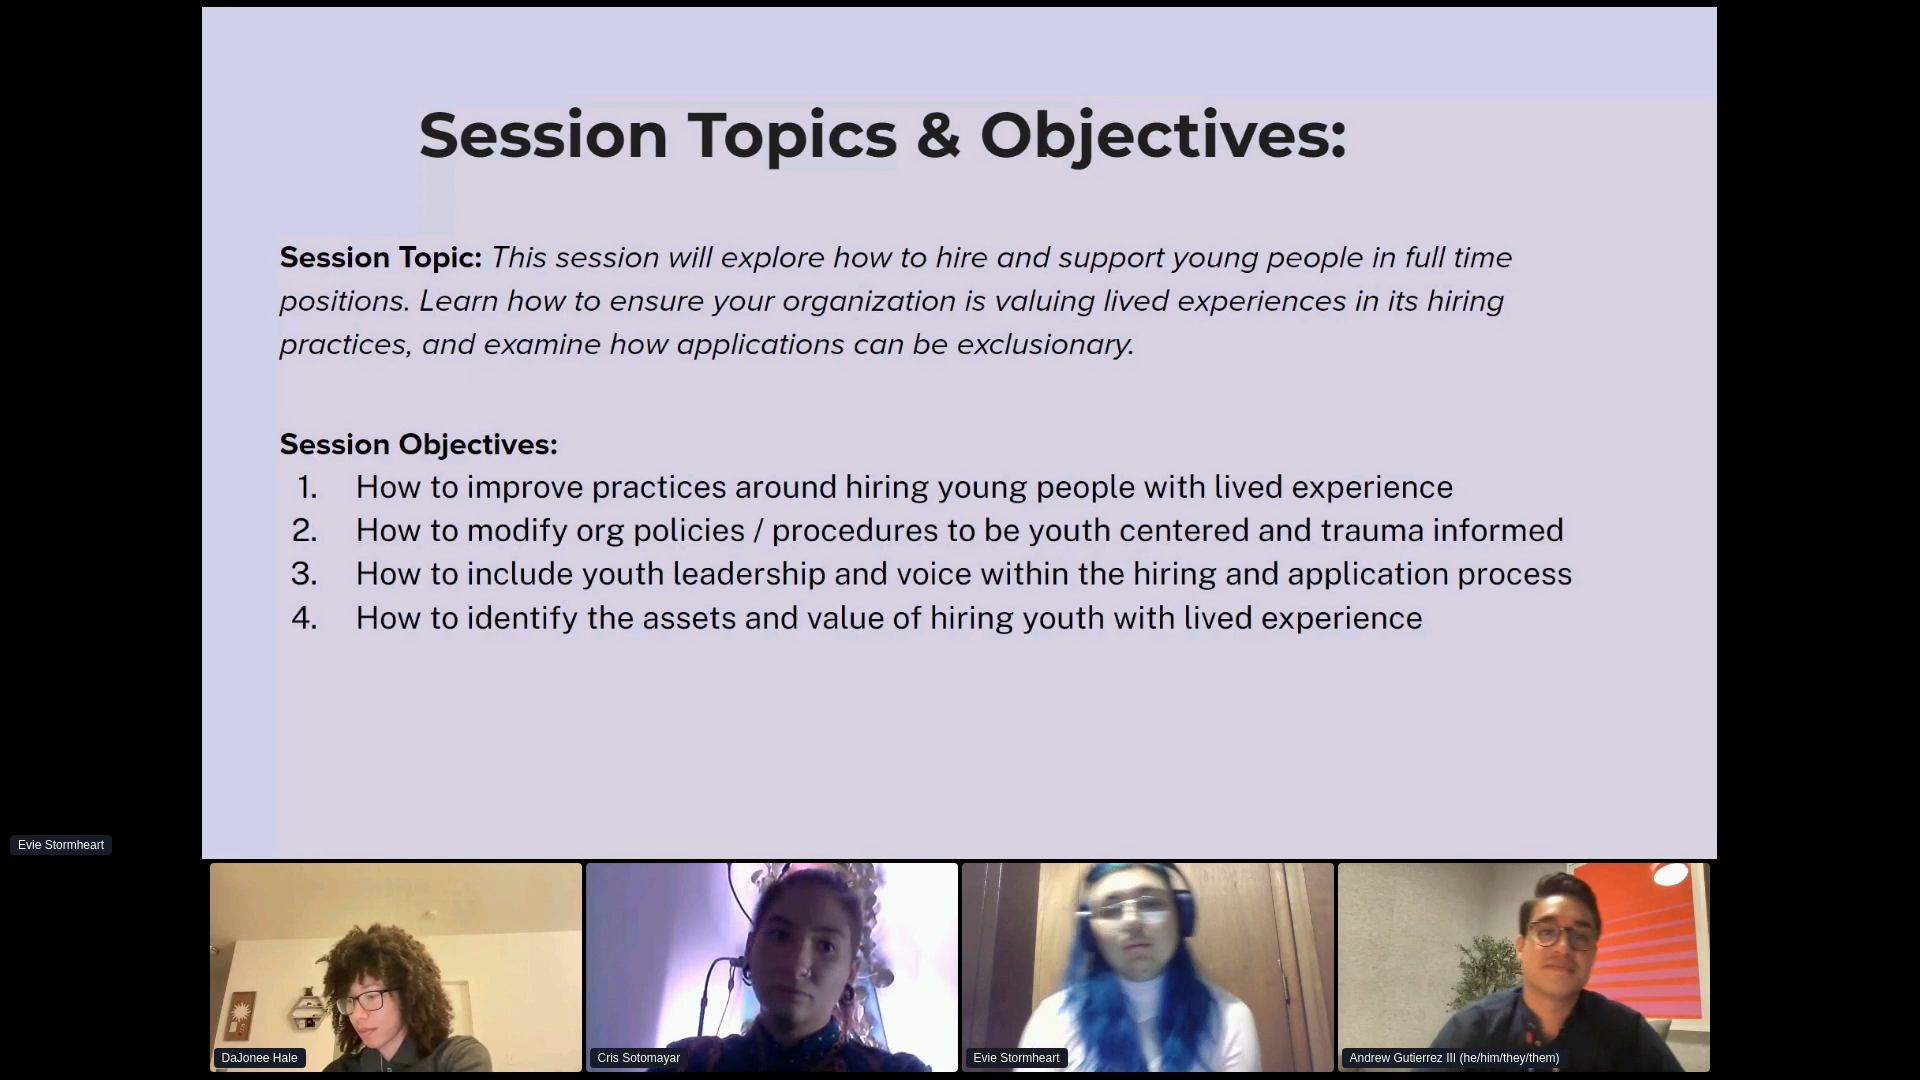 Session Topics & Objectives:
Session Topic: This session will explore how to hire and support young people in full time
positions. Learn how to ensure your organization is valuing lived experiences in its hiring
practices, and examine how applications can be exclusionary.
Session Objectives:
1. How to improve practices around hiring young people with lived experience
2. How to modify org policies / procedures to be youth centered and trauma informed
3. How to include youth leadership and voice within the hiring and application process
4. How to identify the assets and value of hiring youth with lived experience
Evie Stormheart
DaJonee Hale
Cris Sotomayar
Evie Stormheart
Andrew Gutierrez III (he/him/they/them)